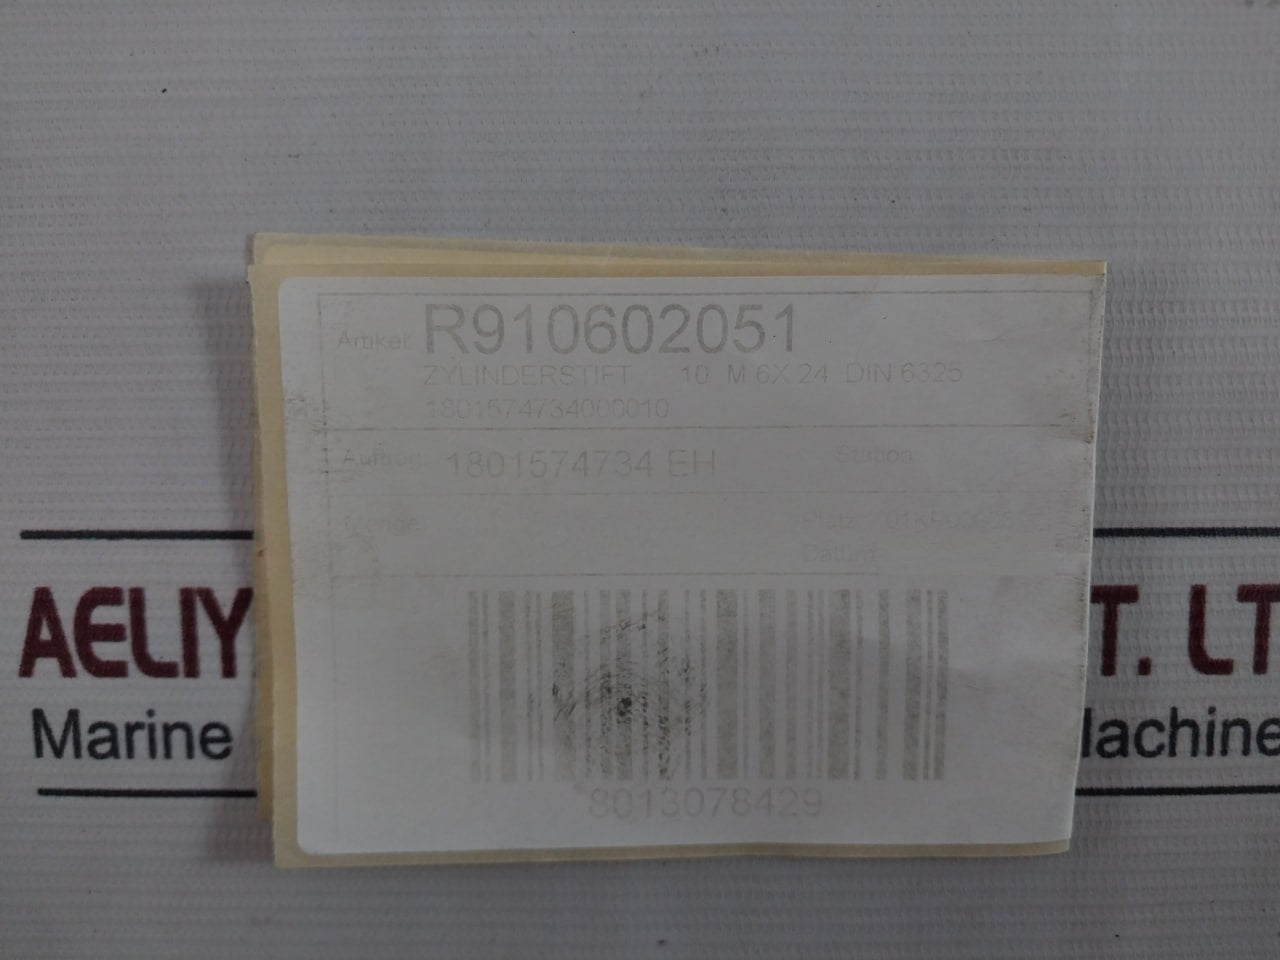 Artikel: R910602051
ZYLINDERSTIFT 10 M 6X 24 DIN 6325
1801574734000010
Auftrag: 1801574734 EH Station
Menge
Platz
Datum
8013078429
AELIY T. LT
Marine achine